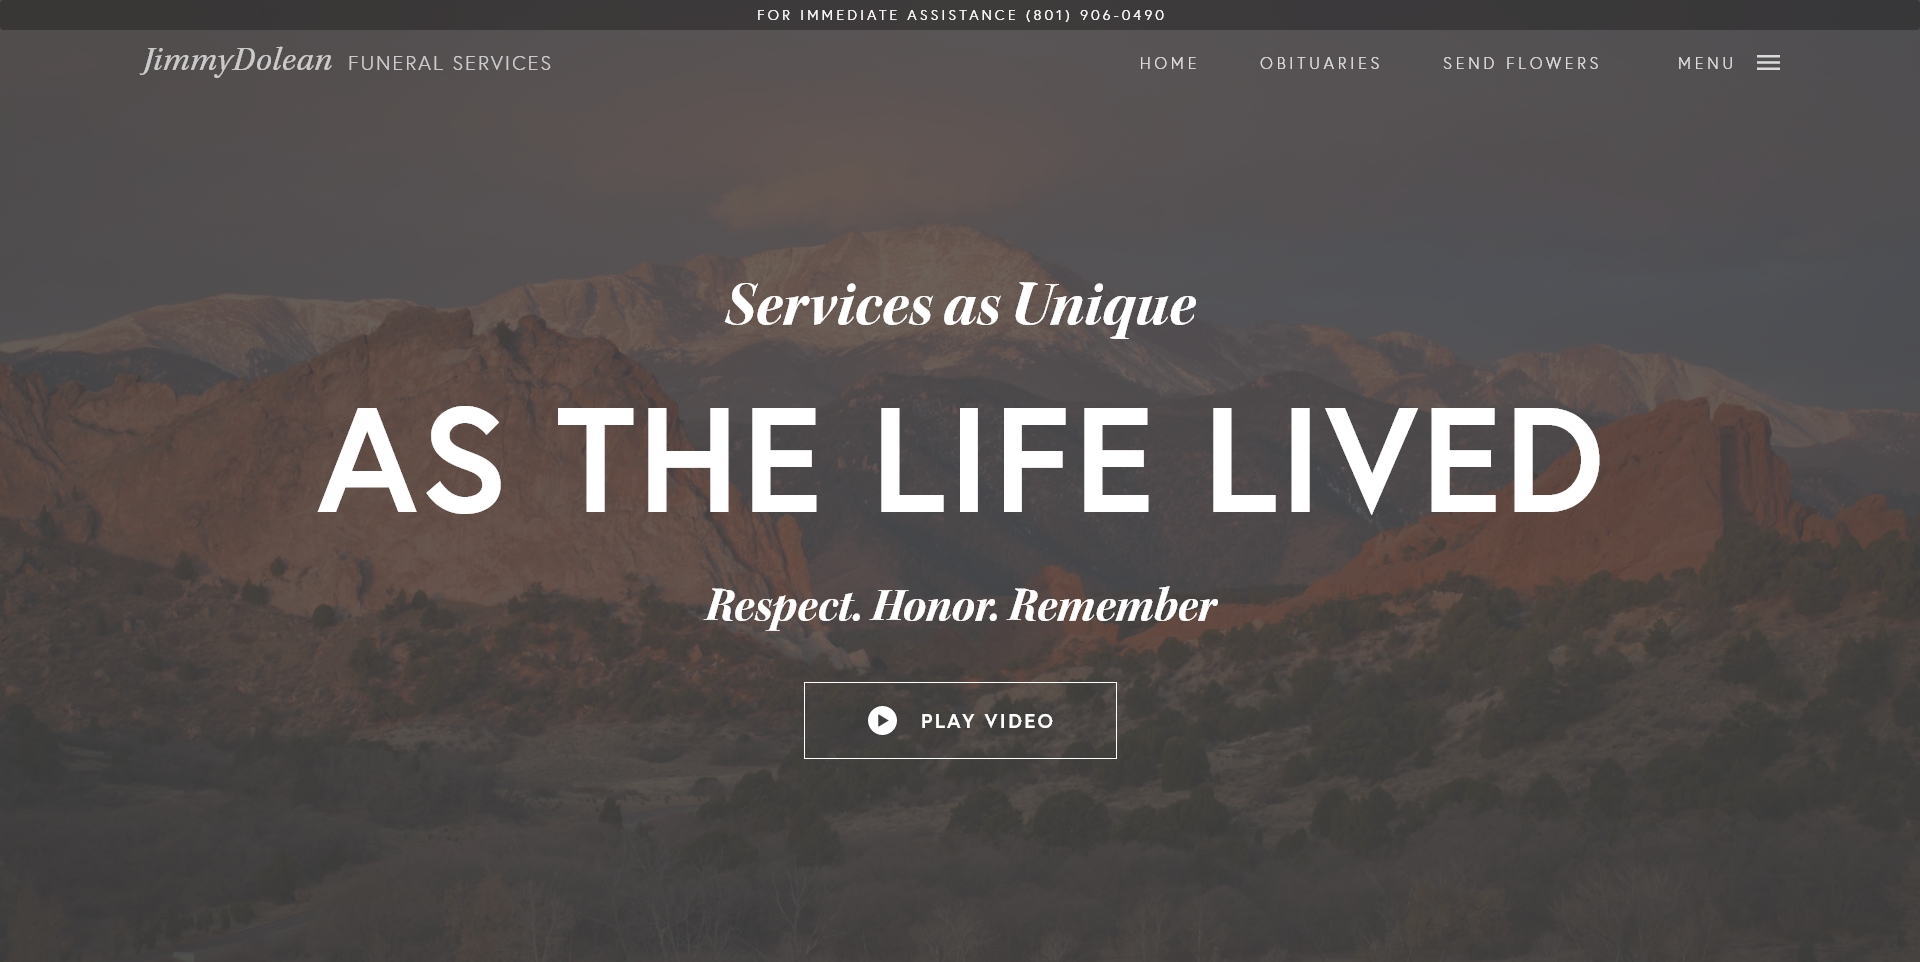 FOR IMMEDIATE ASSISTANCE (801) 906-0490
JimmyDolean FUNERAL SERVICES
HOME OBITUARIES SEND FLOWERS MENU
Services as Unique
AS THE LIFE LIVED
Respect. Honor. Remember
PLAY VIDEO